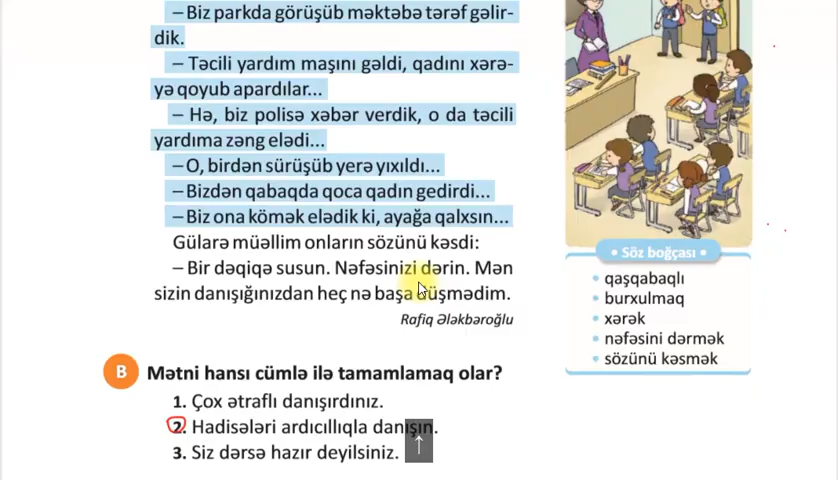 – Biz parkda görüşüb məktəbə tərəf gəlir-
dik.
– Təcili yardım maşını gəldi, qadını xərə-
yə qoyub apardılar...
– Hə, biz polisə xəbər verdik, o da təcili
yardıma zəng elədi...
– O, birdən sürüşüb yerə yıxıldı...
– Bizdən qabaqda qoca qadın gedirdi...
– Biz ona kömək elədik ki, ayağa qalxsın...
Gülarə müəllim onların sözünü kəsdi:
– Bir dəqiqə susun. Nəfəsinizi dərin. Mən
sizin danışığınızdan heç nə başa düşmədim.
Rafiq Ələkbəroğlu
B Mətni hansı cümlə ilə tamamlamaq olar?
1. Çox ətraflı danışırdınız.
2. Hadisələri ardıcıllıqla danışın.
3. Siz dərsə hazır deyilsiniz.
Söz boğçası
• qaşqabaqlı
• burxulmaq
• xərək
• nəfəsini dərmək
• sözünü kəsmək